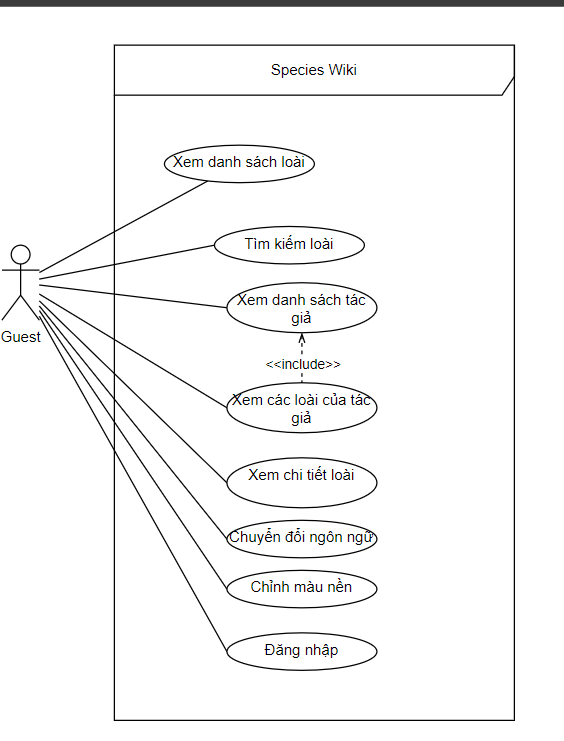 Species Wiki
Xem danh sách loài
Tìm kiếm loài
Xem danh sách tác
giả
Guest
<<include>>
Xem các loài của tác
giả
Xem chi tiết loài
Chuyển đổi ngôn ngữ
Chỉnh màu nền
Đăng nhập